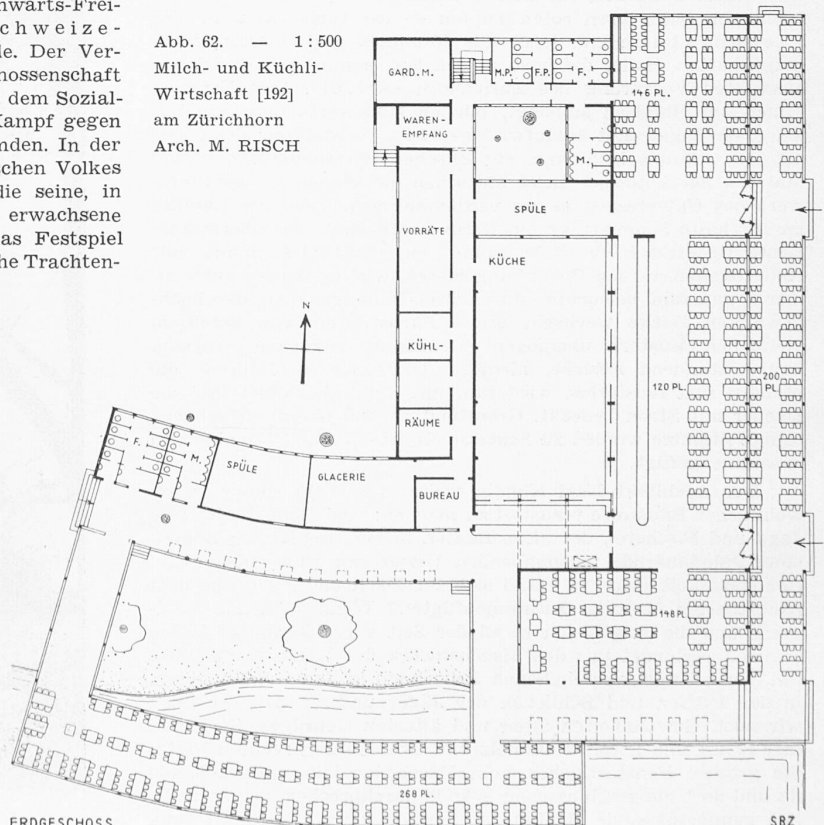 nwärts-Frei-
chweize-
le. Der Ver-
nossenschaft
dem Sozial-
Kampf gegen
nden. In der
schen Volkes
die seine, in
erwachsene
as Festspiel
he Trachten-
Abb. 62. — 1 : 500
Milch- und Küchli-
Wirtschaft [192]
am Zürichhorn
Arch. M. RISCH
GARD. M.
M.P.
F.P.
F.
146 PL.
WAREN-
EMPFANG
M.
SPÜLE
VORRÄTE
KÜCHE
N
KÜHL-
120 PL.
200
PL.
RÄUME
F.
M.
SPÜLE
GLACERIE
BUREAU
148 PL.
268 PL.
ERDGESCHOSS
SRZ